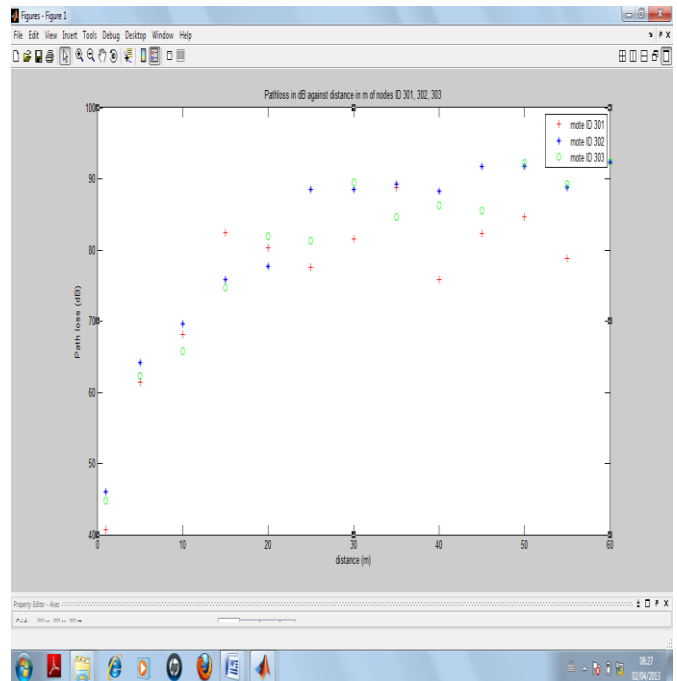 Figures - Figure 1
File Edit View Insert Tools Debug Desktop Window Help
Pathloss in dB against distance in m of nodes ID 301, 302, 303
mote ID 301
mote ID 302
mote ID 303
100
90
80
70
60
50
40
Path loss (dB)
0 10 20 30 40 50 60
distance (m)
Property Editor - Axes
08:27
02/04/2013